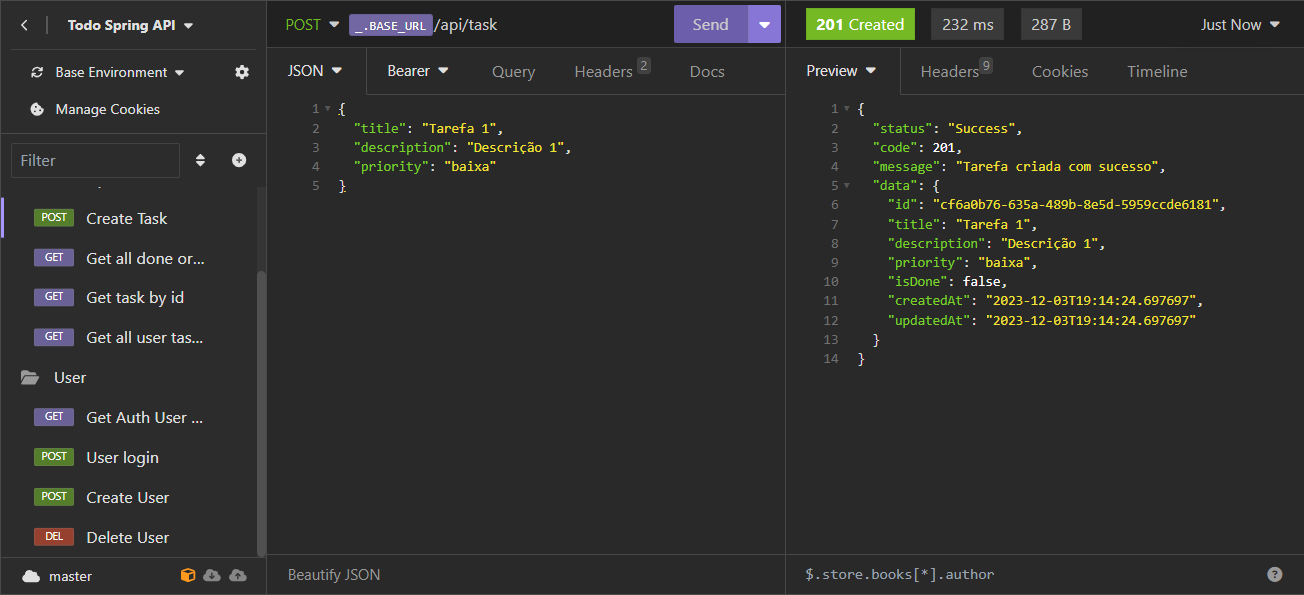 Todo Spring API
Base Environment
Manage Cookies
Filter
POST Create Task
GET Get all done or...
GET Get task by id
GET Get all user tas...
User
GET Get Auth User ...
POST User login
POST Create User
DEL Delete User
master
POST _.BASE_URL /api/task Send
JSON Bearer Query Headers 2 Docs
1 {
2 "title": "Tarefa 1",
3 "description": "Descrição 1",
4 "priority": "baixa"
5 }
Beautify JSON
201 Created 232 ms 287 B Just Now
Preview Headers 9 Cookies Timeline
1 {
2 "status": "Success",
3 "code": 201,
4 "message": "Tarefa criada com sucesso",
5 "data": {
6 "id": "cf6a0b76-635a-489b-8e5d-5959ccde6181",
7 "title": "Tarefa 1",
8 "description": "Descrição 1",
9 "priority": "baixa",
10 "isDone": false,
11 "createdAt": "2023-12-03T19:14:24.697697",
12 "updatedAt": "2023-12-03T19:14:24.697697"
13 }
14 }
$.store.books[*].author